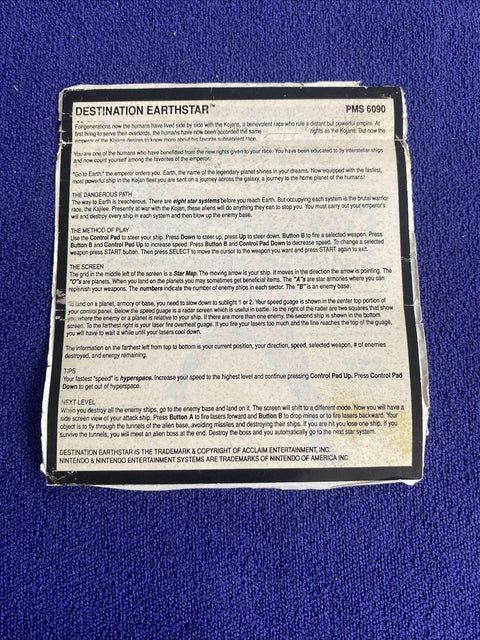 DESTINATION EARTHSTAR™ PMS 6090
For generations now the humans have lived side by side with the Kojans, a benevolent race who rule a distant but powerful empire. At
first living to serve their overlords, the humans have now been accorded the same rights as the Kojans. But now the
emperor of the Kojans desires to know more about his favorite subservient race.
You are one of the humans who have benefitted from the new rights given to your race. You have been educated to fly interstellar ships
and now count yourself among the favorites of the emperor.
"Go to Earth," the emperor orders you. Earth, the name of the legendary planet shines in your dreams. Now equipped with the fastest,
most powerful ship in the Kojan fleet you are sent on a journey across the galaxy, a journey to the home planet of the humans!
THE DANGEROUS PATH
The way to Earth is treacherous. There are eight star systems before you reach Earth. But occupying each system is the brutal warrior
race, the Kajilee. Presently at war with the Kojan, these aliens will do anything they can to stop you. You must carry out your emperor's
will and destroy every ship in each system and then blow up the enemy base.
THE METHOD OF PLAY
Use the Control Pad to steer your ship. Press Down to steer up, press Up to steer down. Button B to fire a selected weapon. Press
Button B and Control Pad Up to increase speed. Press Button B and Control Pad Down to decrease speed. To change a selected
weapon press START button. Then press SELECT to move the cursor to the weapon you want and press START again to exit.
THE SCREEN
The grid in the middle left of the screen is a Star Map. The moving arrow is your ship. It moves in the direction the arrow is pointing. The
"O"s are planets. When you land on the planets you may sometimes get beneficial items. The "A"s are star armories where you can
replenish your weapons. The numbers indicate the number of enemy ships in each sector. The "B" is an enemy base.
To land on a planet, armory or base, you need to slow down to sublight 1 or 2. Your speed guage is shown in the center top portion of
your control panel. Below the speed guage is a radar screen which is useful in battle. To the right of the radar are two squares that show
you where the enemy or a planet is relative to your ship. If there are more than one enemy, the second ship is shown in the bottom
screen. To the farthest right is your laser fire overheat guage. If you fire your lasers too much and the line reaches the top of the guage,
you will have to wait a while until your lasers cool down.
The information on the farthest left from top to bottom is your current position, your direction, speed, selected weapon, # of enemies
destroyed, and energy remaining.
TIPS
Your fastest "speed" is hyperspace. Increase your speed to the highest level and continue pressing Control Pad Up. Press Control Pad
Down to get out of hyperspace.
NEXT LEVEL
When you destroy all the enemy ships, go to the enemy base and land on it. The screen will shift to a different mode. Now you will have a
side screen view of your attack ship. Press Button A to fire lasers forward and Button B to drop mines or to fire lasers backward. Your
object is to fly through the tunnels of the alien base, avoiding missiles and destroying their ships. If you are hit you lose one ship. If you
survive the tunnels, you will meet an alien boss at the end. Destroy the boss and you automatically go to the next star system.
DESTINATION EARTHSTAR IS THE TRADEMARK & COPYRIGHT OF ACCLAIM ENTERTAINMENT, INC.
NINTENDO & NINTENDO ENTERTAINMENT SYSTEMS ARE TRADEMARKS OF NINTENDO OF AMERICA INC.